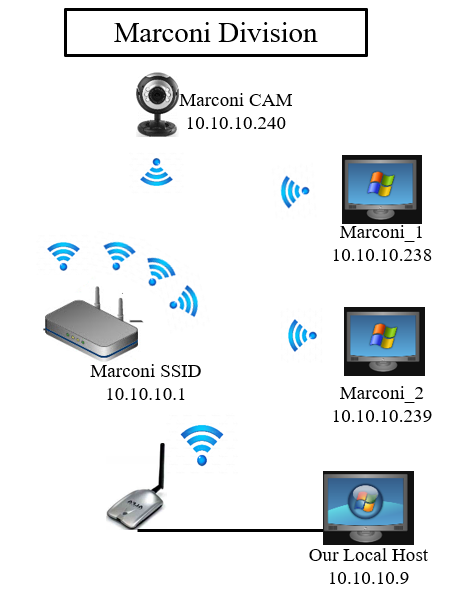 Marconi Division
Marconi CAM
10.10.10.240
Marconi_1
10.10.10.238
Marconi SSID
10.10.10.1
Marconi_2
10.10.10.239
Our Local Host
10.10.10.9